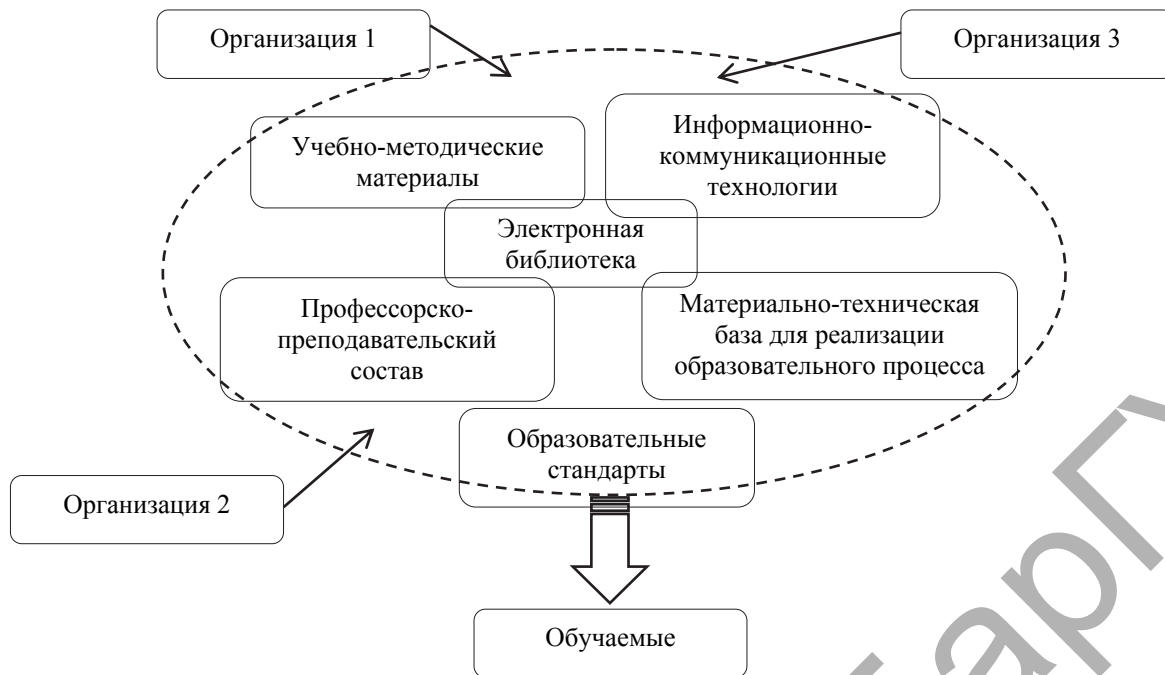 Организация 1
Организация 3
Учебно-методические
материалы
Информационно-
коммуникационные
технологии
Электронная
библиотека
Профессорско-
преподавательский
состав
Материально-техническая
база для реализации
образовательного процесса
Образовательные
стандарты
Организация 2
Обучаемые